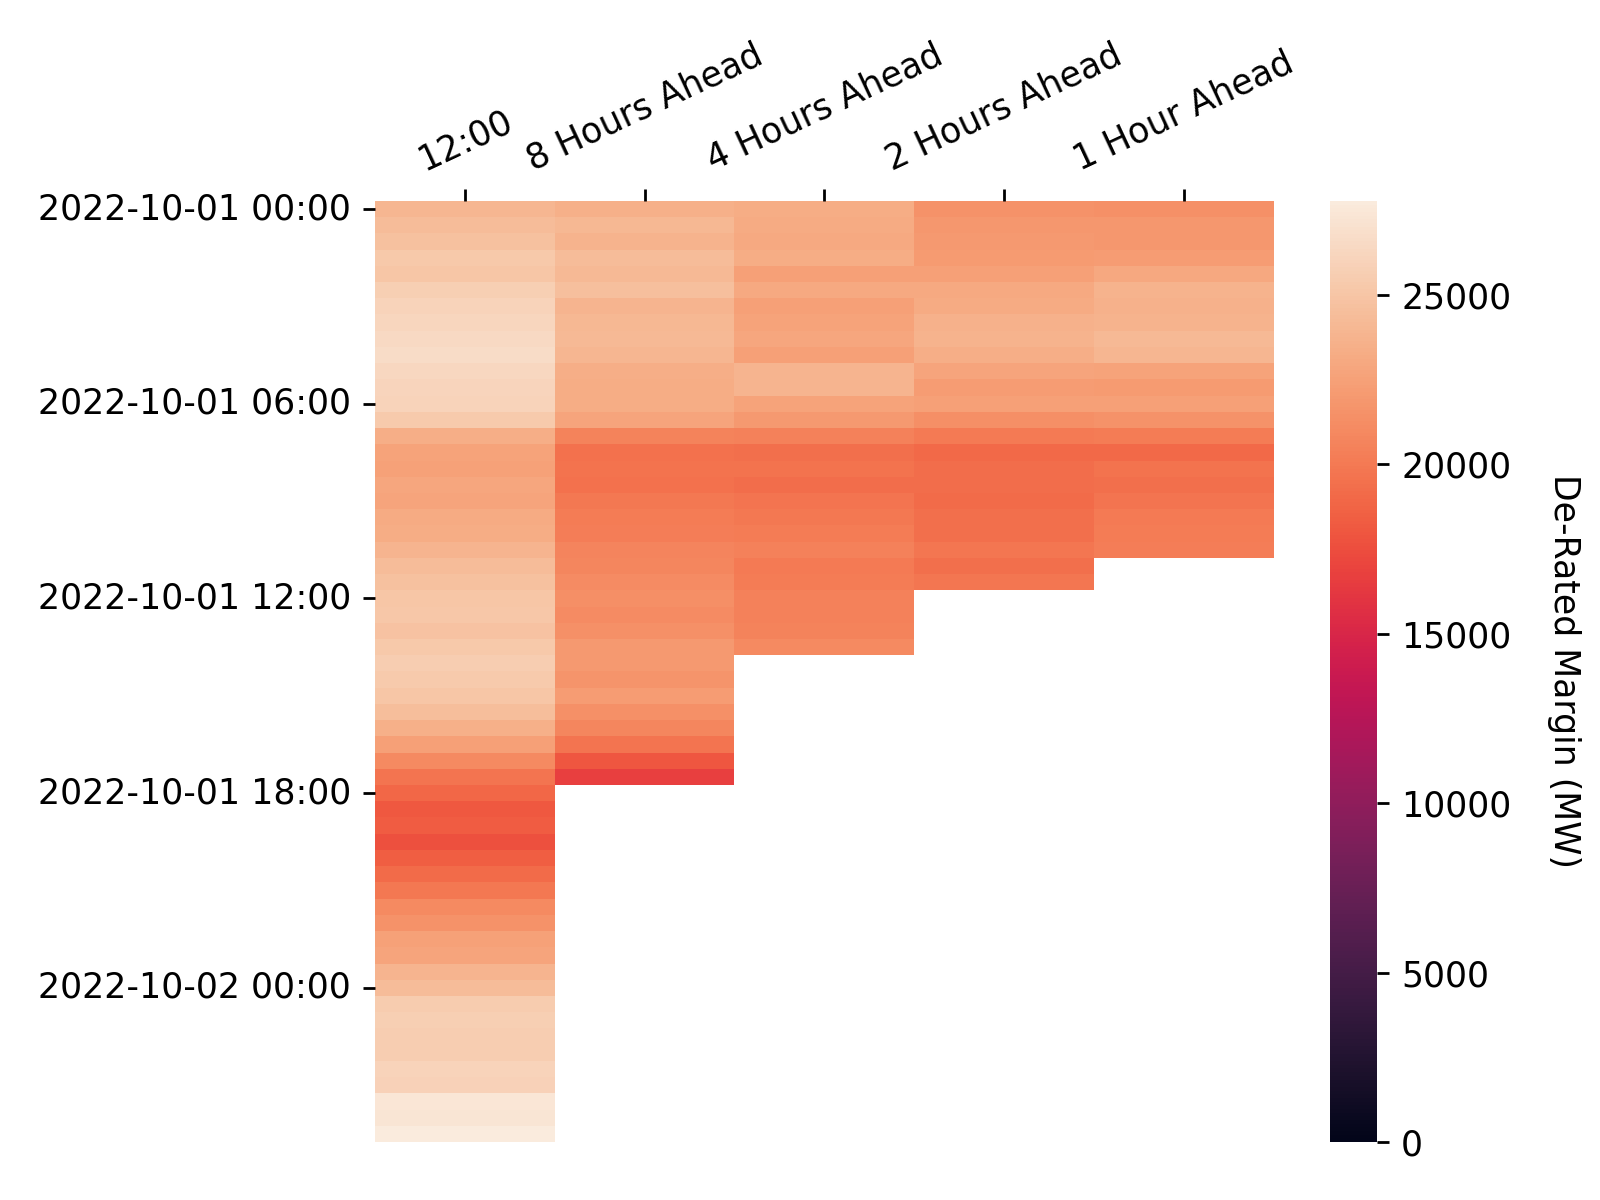 12:00
8 Hours Ahead
4 Hours Ahead
2 Hours Ahead
1 Hour Ahead
2022-10-01 00:00
2022-10-01 06:00
2022-10-01 12:00
2022-10-01 18:00
2022-10-02 00:00
25000
20000
15000
10000
5000
0
De-Rated Margin (MW)